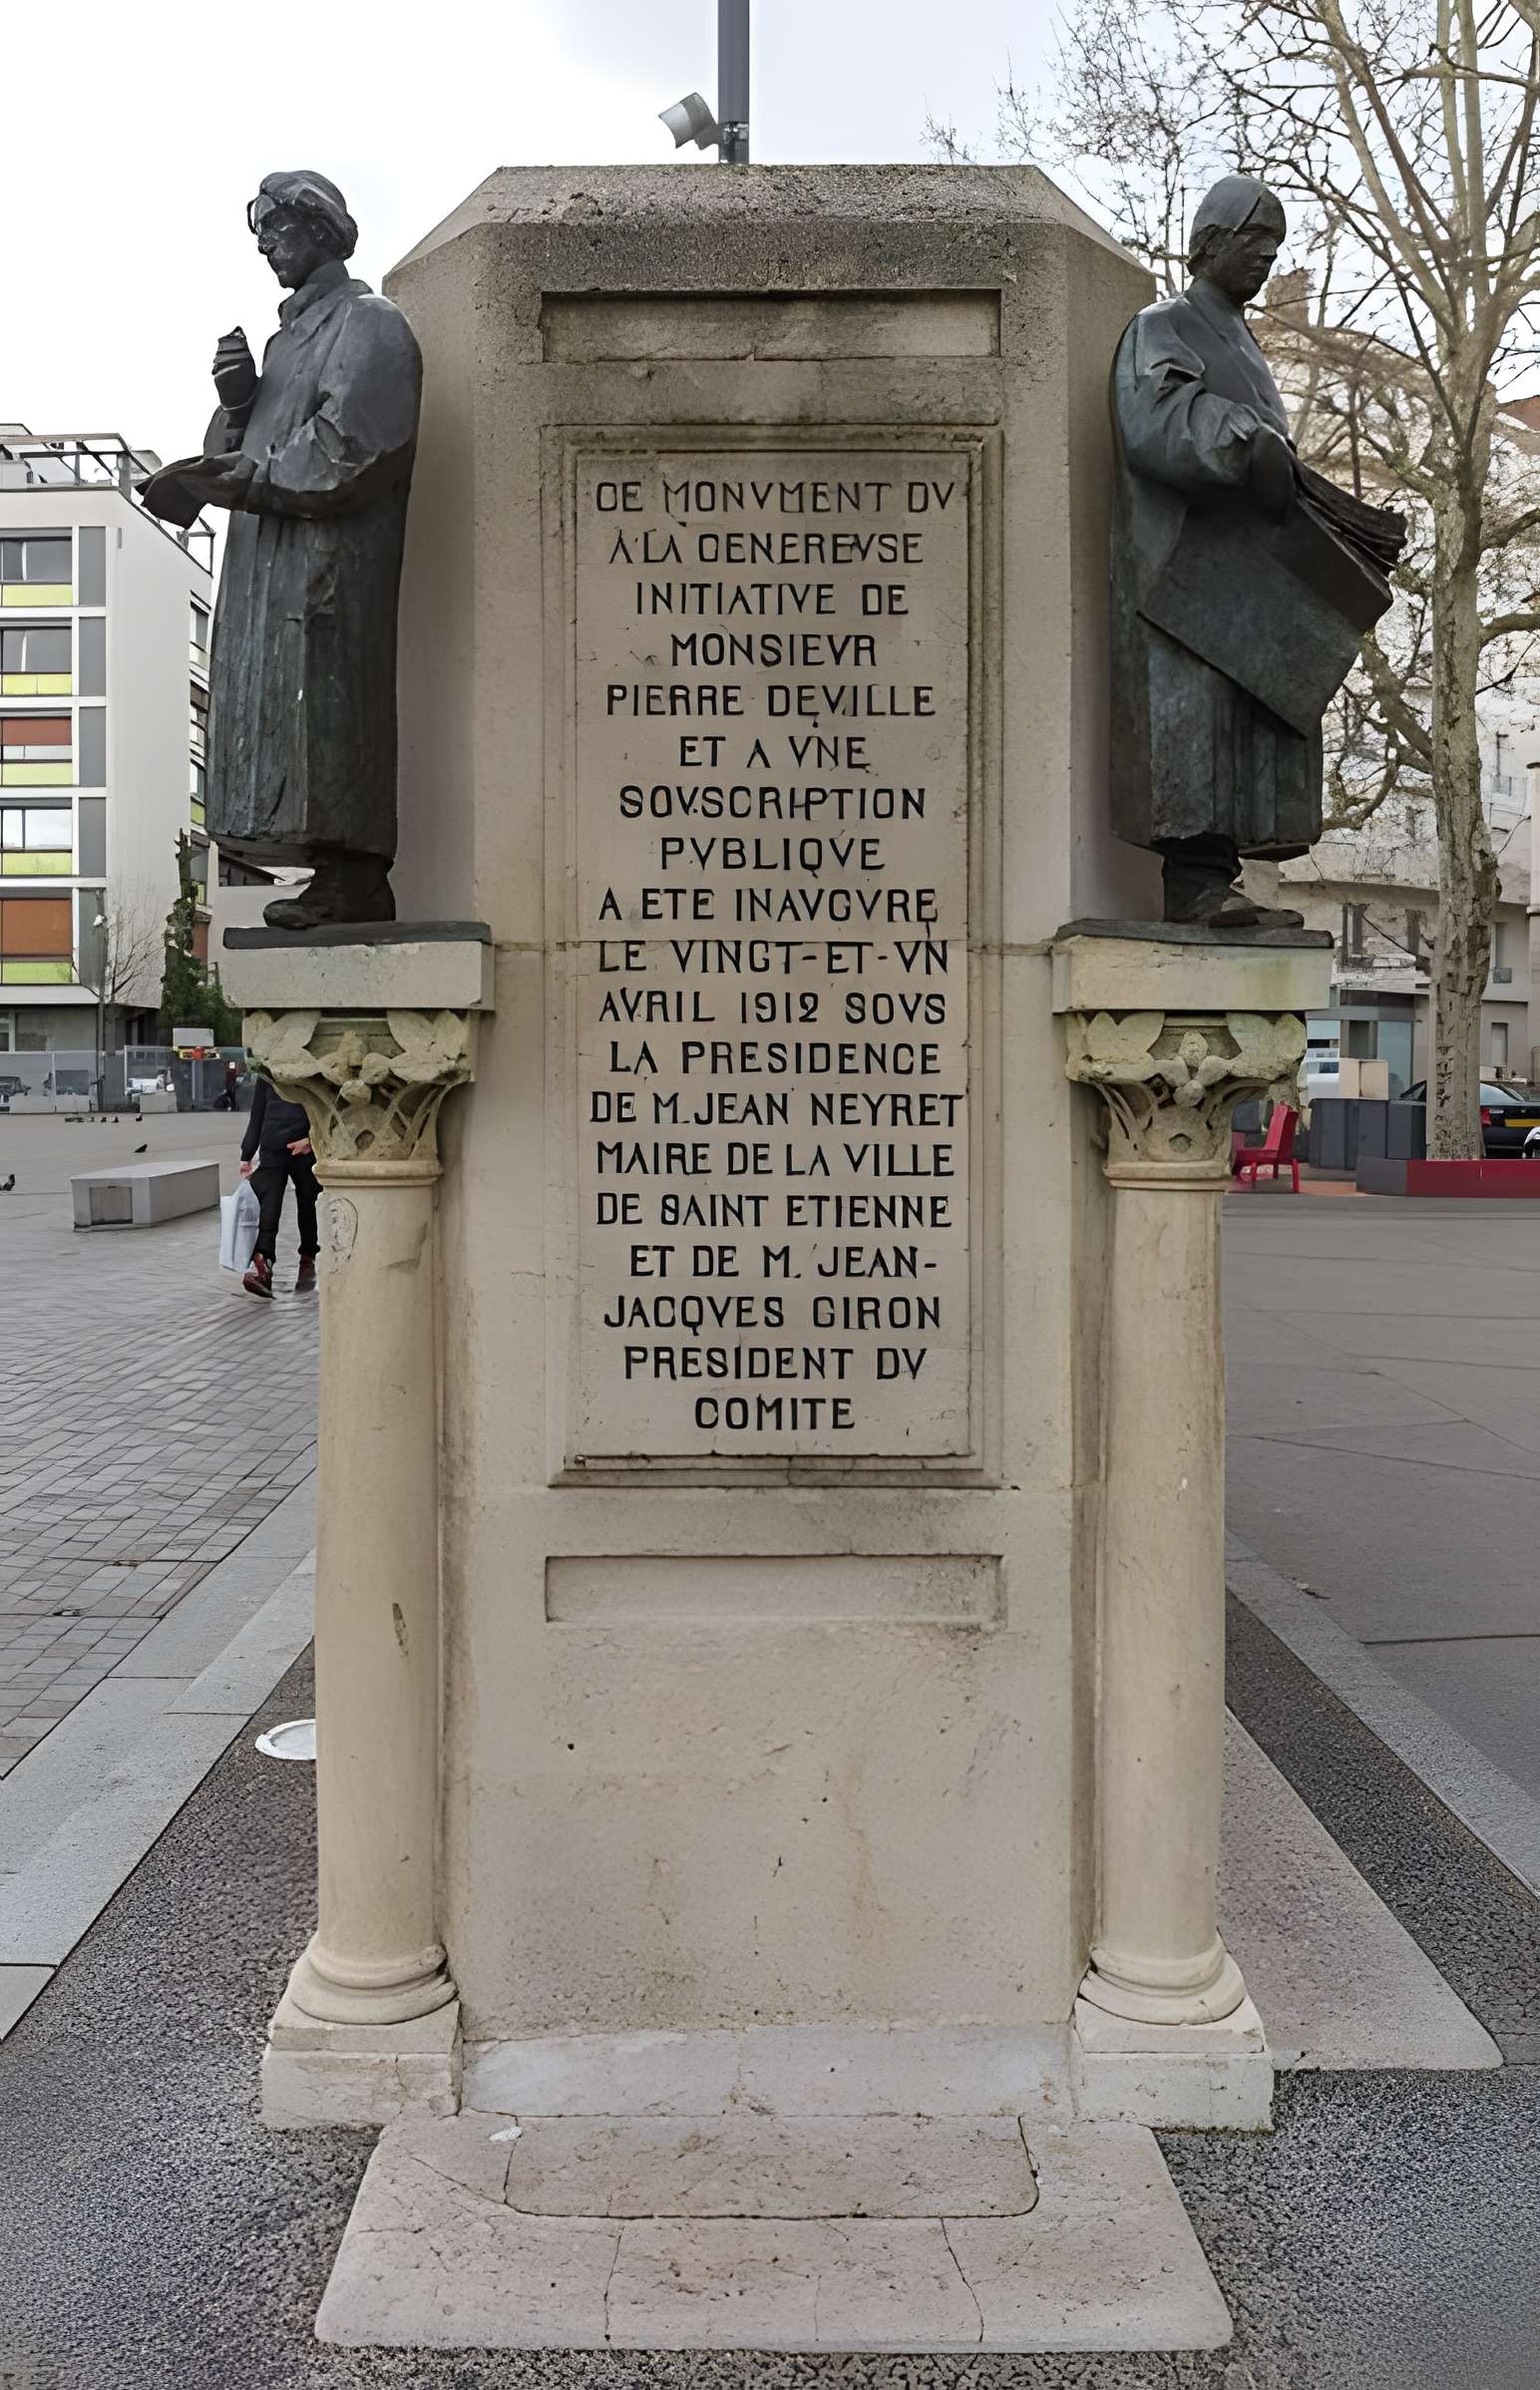 CE MONVMENT DV
A LA GENEREVSE
INITIATIVE DE
MONSIEVR
PIERRE DEVILLE
ET A VNE
SOVSCRIPTION
PVBLIQVE
A ETE INAVGVRE
LE VINGT-ET-VN
AVRIL 1912 SOVS
LA PRESIDENCE
DE M. JEAN NEYRET
MAIRE DE LA VILLE
DE SAINT ETIENNE
ET DE M. JEAN-
JACQVES GIRON
PRESIDENT DV
COMITE